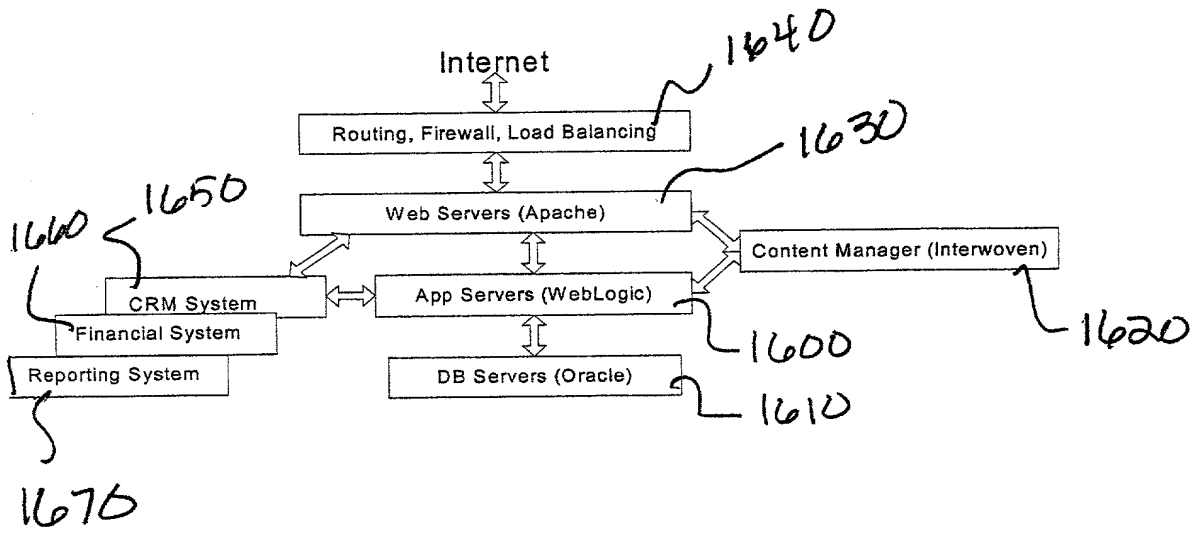 1640
Internet
Routing, Firewall, Load Balancing
1630
1650
Web Servers (Apache)
1660
Content Manager (Interwoven)
CRM System
App Servers (WebLogic)
Financial System
1620
1600
Reporting System
DB Servers (Oracle)
1610
1670